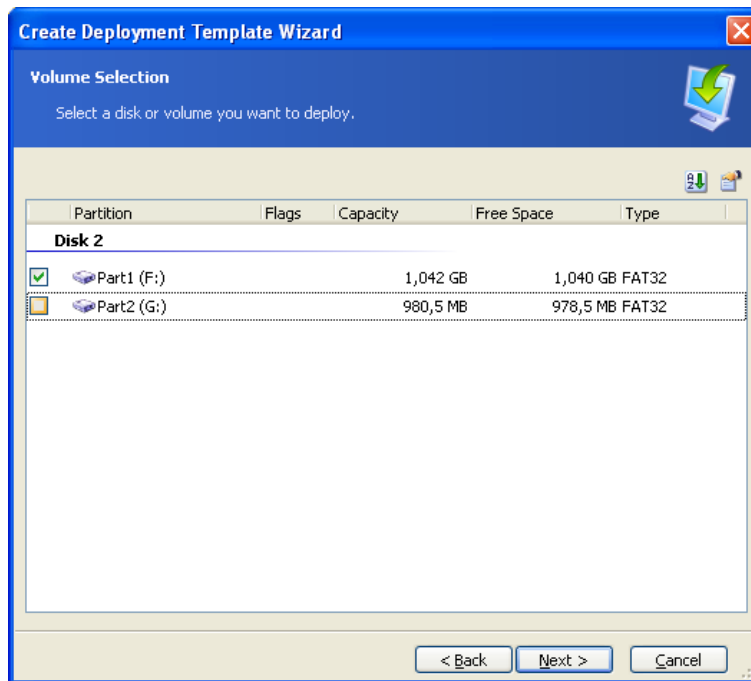 Create Deployment Template Wizard
Volume Selection
Select a disk or volume you want to deploy.
Partition Flags Capacity Free Space Type
Disk 2
Part1 (F:) 1,042 GB 1,040 GB FAT32
Part2 (G:) 980,5 MB 978,5 MB FAT32
< Back Next > Cancel